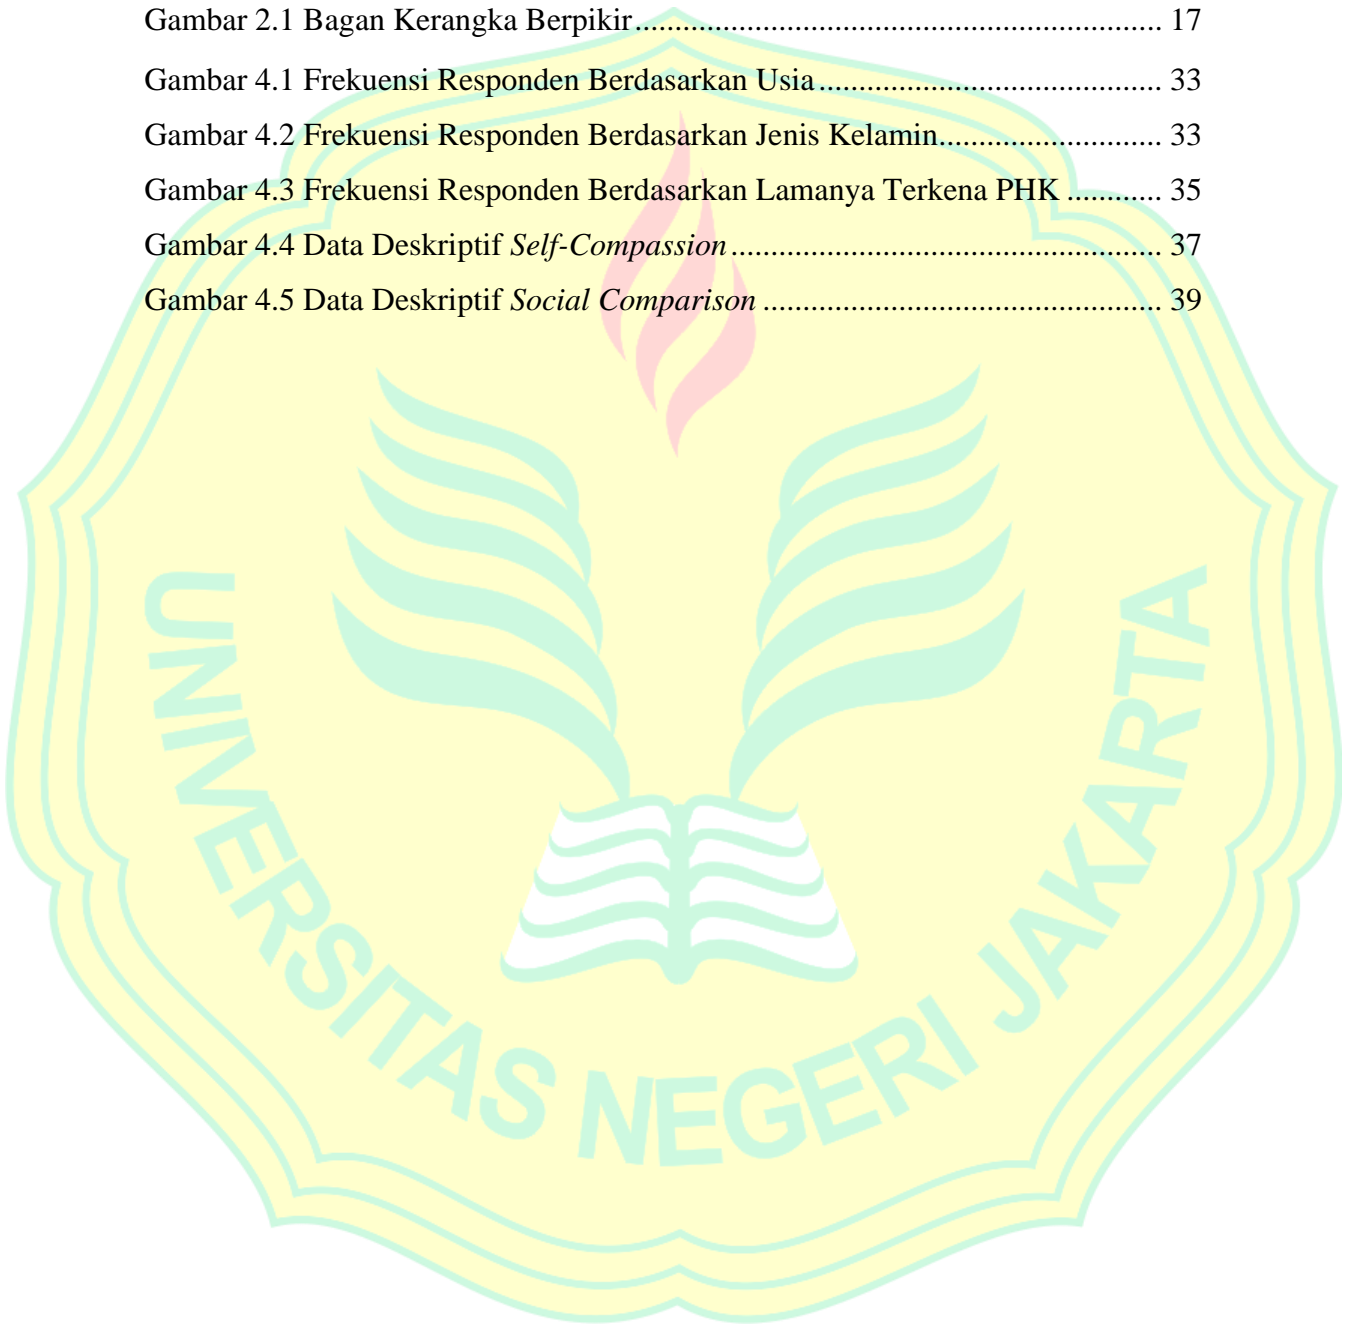 Gambar 2.1 Bagan Kerangka Berpikir.................................................................. 17
Gambar 4.1 Frekuensi Responden Berdasarkan Usia........................................... 33
Gambar 4.2 Frekuensi Responden Berdasarkan Jenis Kelamin............................ 33
Gambar 4.3 Frekuensi Responden Berdasarkan Lamanya Terkena PHK ............ 35
Gambar 4.4 Data Deskriptif Self-Compassion...................................................... 37
Gambar 4.5 Data Deskriptif Social Comparison .................................................. 39
UNIVERSITAS NEGERI JAKARTA